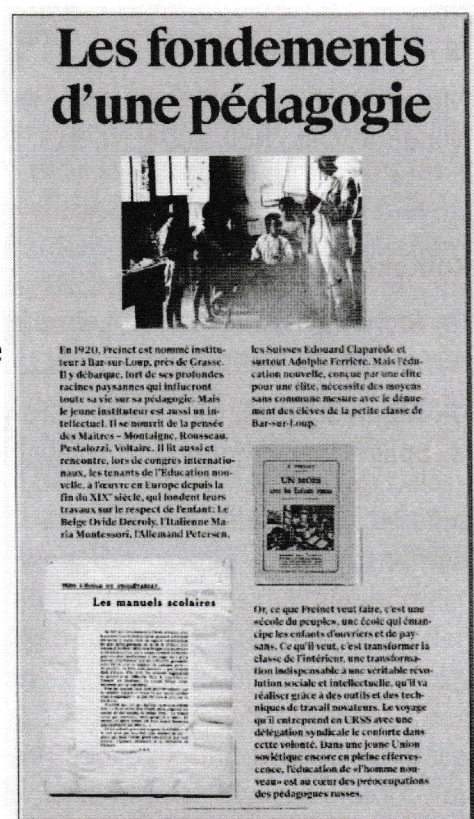 Les fondements
d'une pédagogie
En 1920, Freinet est nommé institu-
teur à Bar-sur-Loup, près de Grasse.
Il y débarque, fort de ses profondes
racines paysannes qui influeront
toute sa vie sur sa pédagogie. Mais
le jeune instituteur est aussi un in-
tellectuel. Il se nourrit de la pensée
des Maîtres – Montaigne, Rousseau,
Pestalozzi, Voltaire. Il lit aussi et
rencontre, lors de congrès internatio-
naux, les tenants de l'Education nou-
velle, à l'œuvre en Europe depuis la
fin du XIXe siècle, qui fondent leurs
travaux sur le respect de l'enfant: Le
Belge Ovide Decroly, l'Italienne Ma-
ria Montessori, l'Allemand Petersen,
les Suisses Edouard Claparède et
surtout Adolphe Ferrière. Mais l'édu-
cation nouvelle, conçue par une élite
pour une élite, nécessite des moyens
sans commune mesure avec le dénue-
ment des élèves de la petite classe de
Bar-sur-Loup.
UN MOIS
avec les Enfants russes
VERS L'ÉCOLE DU PROLÉTARIAT
Les manuels scolaires
Or, ce que Freinet veut faire, c'est une
«école du peuple», une école qui éman-
cipe les enfants d'ouvriers et de pay-
sans. Ce qu'il veut, c'est transformer la
classe de l'intérieur, une transforma-
tion indispensable à une véritable révo-
lution sociale et intellectuelle, qu'il va
réaliser grâce à des outils et des tech-
niques de travail novateurs. Le voyage
qu'il entreprend en URSS avec une
délégation syndicale le conforte dans
cette volonté. Dans une jeune Union
soviétique encore en pleine efferves-
cence, l'éducation de «l'homme nou-
veau» est au cœur des préoccupations
des pédagogues russes.